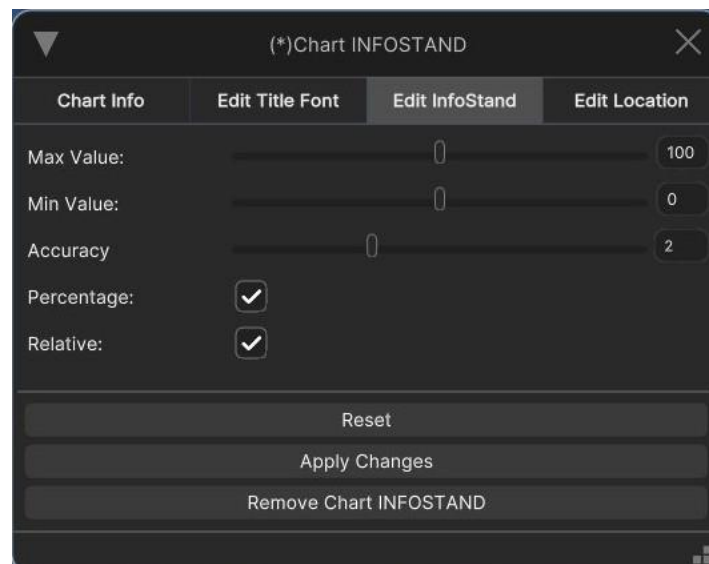 (*)Chart INFOSTAND
Chart Info Edit Title Font Edit InfoStand Edit Location
Max Value: 100
Min Value: 0
Accuracy 2
Percentage:
Relative:
Reset
Apply Changes
Remove Chart INFOSTAND